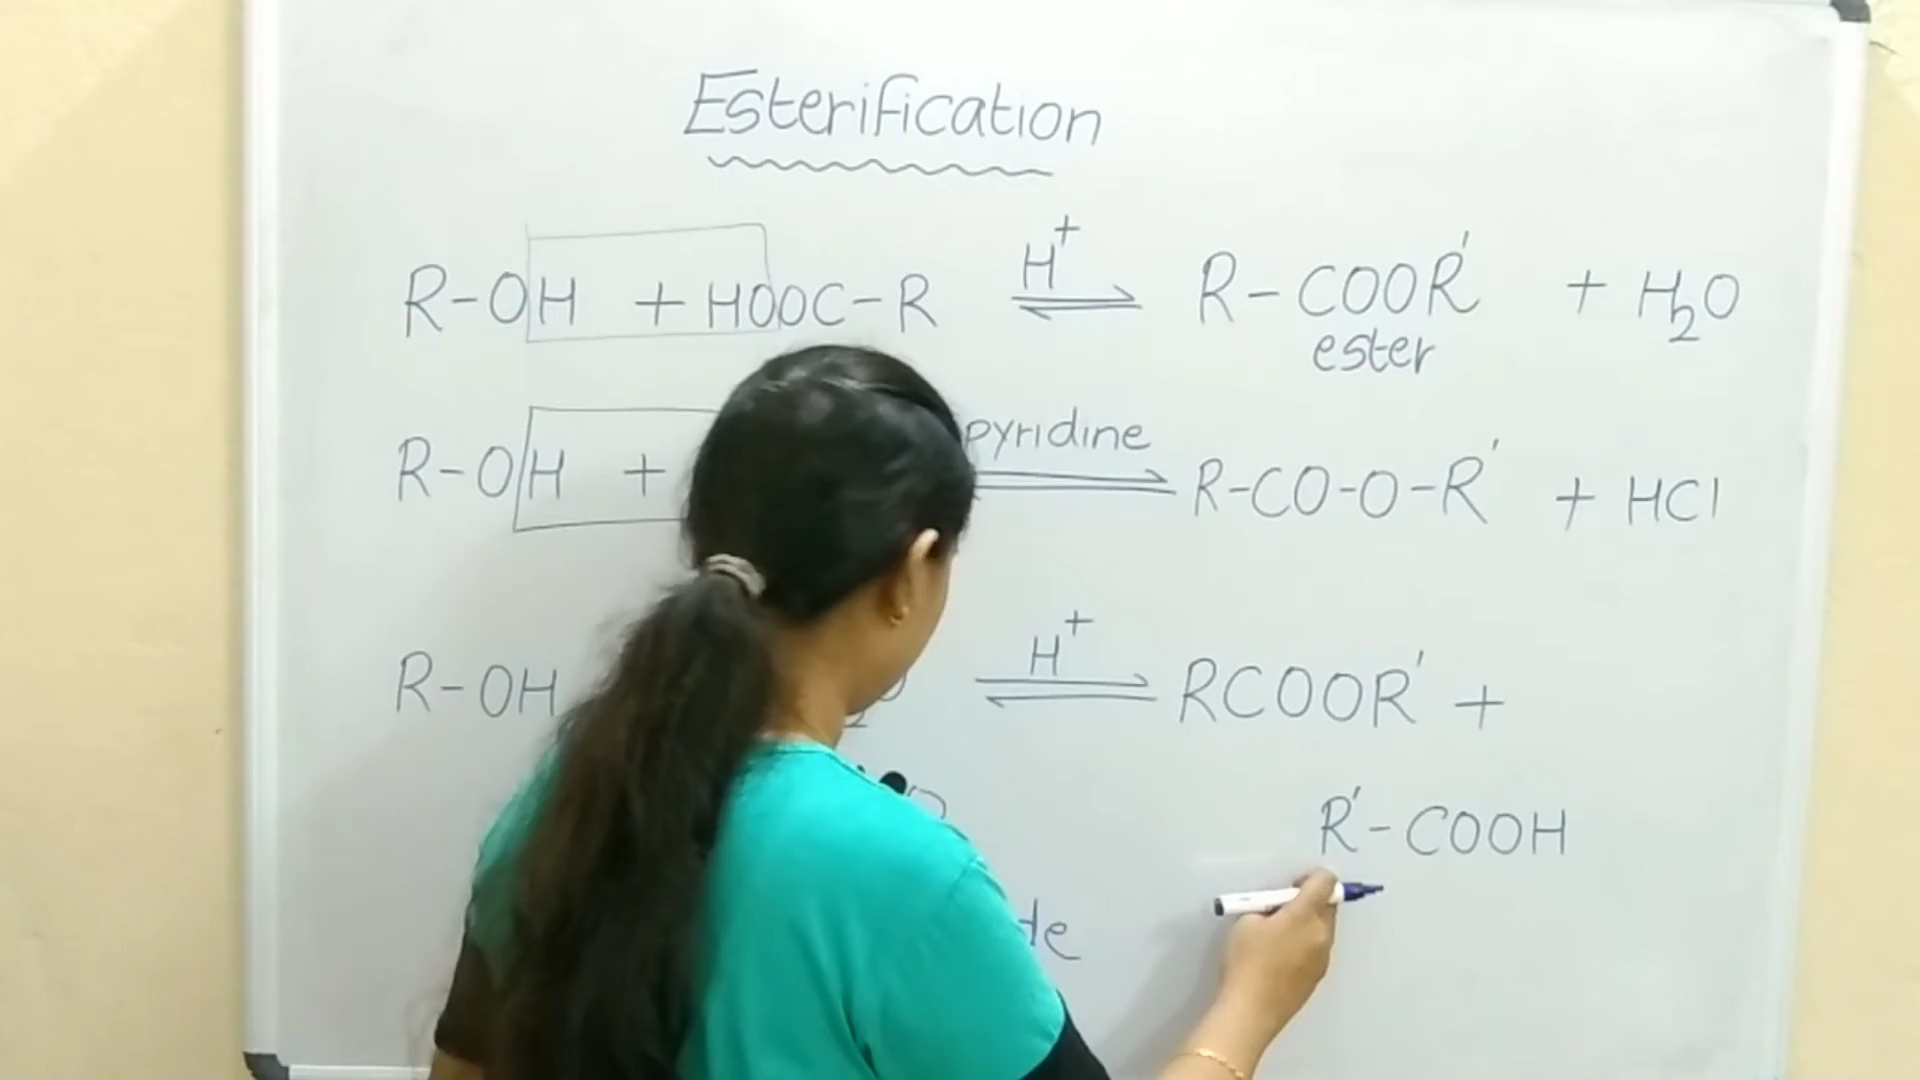 Esterification
R-OH + HOOC-R H⁺ ⇌ R-COOR' + H₂O
ester
R-OH + pyridine ⇌ R-CO-O-R' + HCl
R-OH H⁺ ⇌ RCOOR' +
R'-COOH